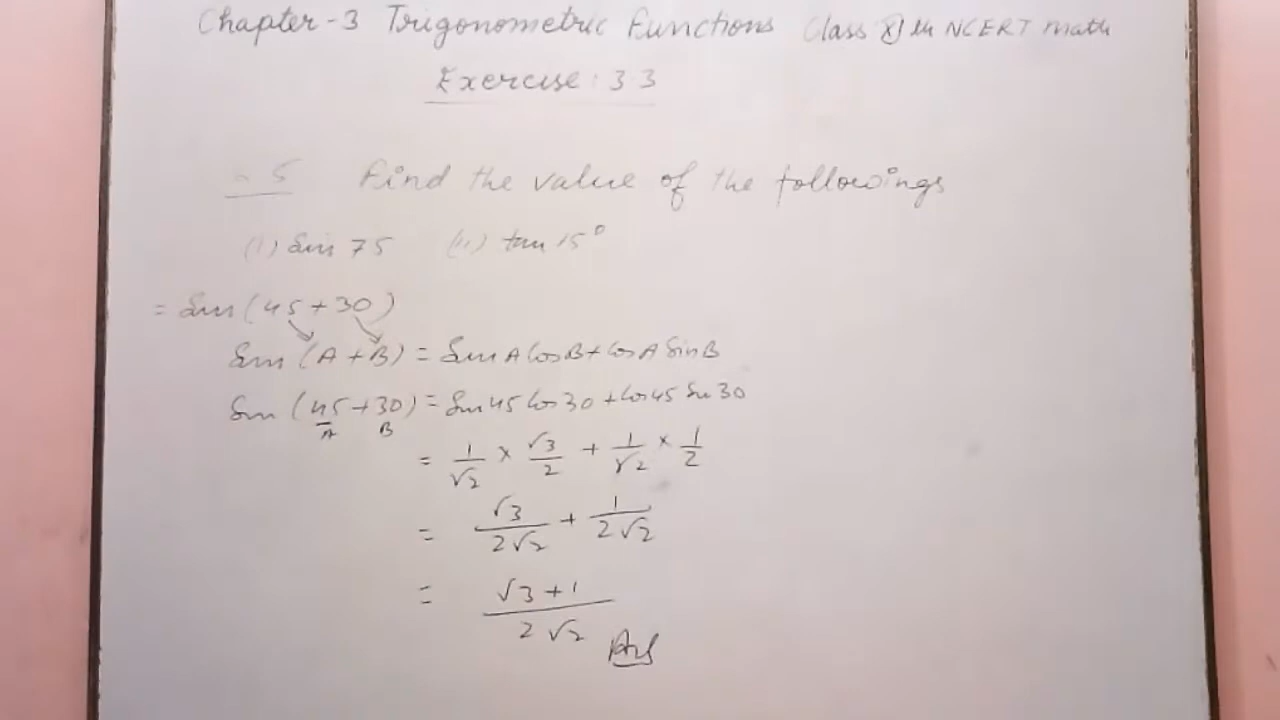 Chapter-3 Trigonometric Functions Class XI th NCERT math
Exercise: 3.3
5 Find the value of the followings
(i) Sin 75 (ii) tan 15°
= Sin (45+30)
Sin (A+B) = Sin A Cos B + Cos A Sin B
Sin (45+30) = Sin 45 Cos 30 + Cos 45 Sin 30
A B
= 1/√2 × √3/2 + 1/√2 × 1/2
= √3/2√2 + 1/2√2
= √3+1/2√2 Ans